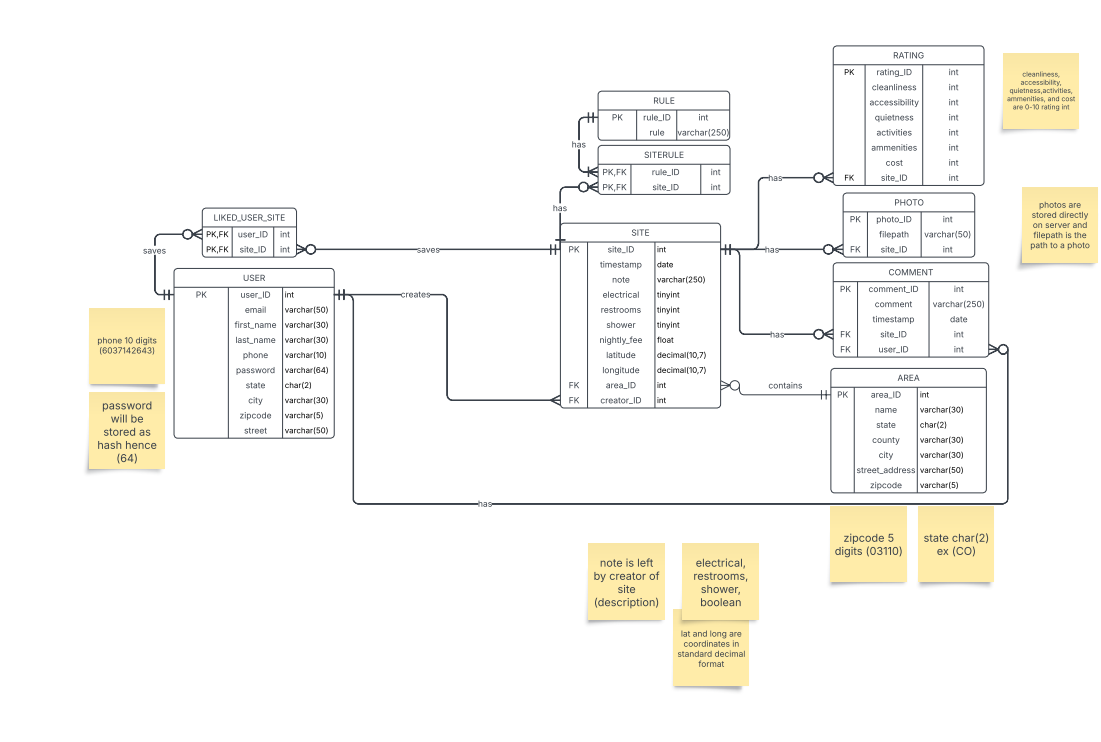 RATING
PK rating_ID int
cleanliness int
accessibility int
quietness int
activities int
ammenities int
cost int
FK site_ID int
cleanliness,
accessibility,
quietness,activities,
ammenities, and cost
are 0-10 rating int
RULE
PK rule_ID int
rule varchar(250)
has
SITERULE
PK,FK rule_ID int
PK,FK site_ID int
has
has
PHOTO
PK photo_ID int
filepath varchar(50)
FK site_ID int
has
photos are
stored directly
on server and
filepath is the
path to a photo
LIKED_USER_SITE
PK,FK user_ID int
PK,FK site_ID int
saves
saves
SITE
PK site_ID int
timestamp date
note varchar(250)
electrical tinyint
restrooms tinyint
shower tinyint
nightly_fee float
latitude decimal(10,7)
longitude decimal(10,7)
FK area_ID int
FK creator_ID int
COMMENT
PK comment_ID int
comment varchar(250)
timestamp date
FK site_ID int
FK user_ID int
has
USER
PK user_ID int
email varchar(50)
first_name varchar(30)
last_name varchar(30)
phone varchar(10)
password varchar(64)
state char(2)
city varchar(30)
zipcode varchar(5)
street varchar(50)
creates
phone 10 digits
(6037142643)
password
will be
stored as
hash hence
(64)
contains
AREA
PK area_ID int
name varchar(30)
state char(2)
county varchar(30)
city varchar(30)
street_address varchar(50)
zipcode varchar(5)
has
zipcode 5
digits (03110)
state char(2)
ex (CO)
note is left
by creator of
site
(description)
electrical,
restrooms,
shower,
boolean
lat and long are
coordinates in
standard decimal
format